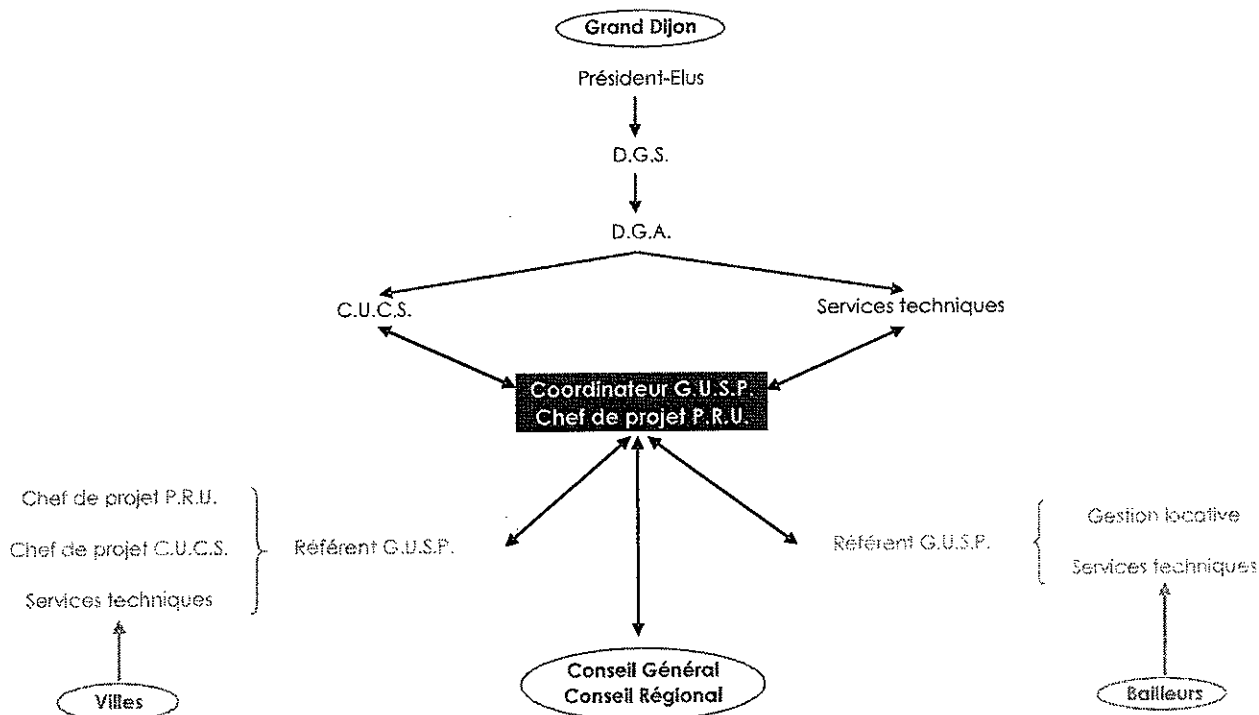 Grand Dijon
Président-Elus
D.G.S.
D.G.A.
C.U.C.S.
Services techniques
Coordinateur G.U.S.P.
Chef de projet P.R.U.
Chef de projet P.R.U.
Chef de projet C.U.C.S.
Services techniques
Référent G.U.S.P.
Référent G.U.S.P.
Gestion locative
Services techniques
Villes
Conseil Général
Conseil Régional
Bailleurs